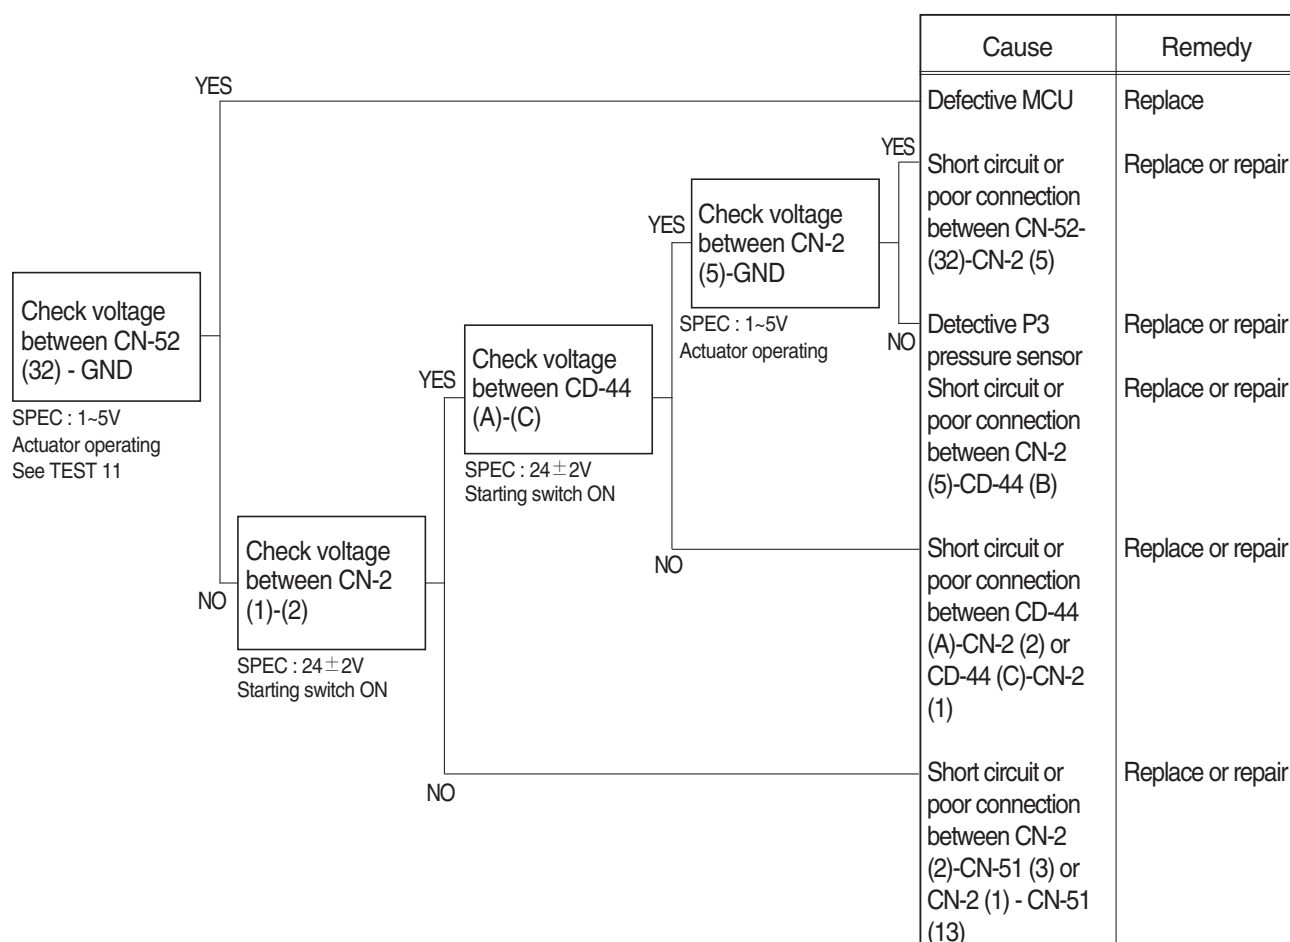 Cause
Remedy
YES
Defective MCU
Replace
YES
Short circuit or
poor connection
between CN-52-
(32)-CN-2 (5)
Replace or repair
YES
Check voltage
between CN-2
(5)-GND
SPEC : 1~5V
Actuator operating
NO
Detective P3
pressure sensor
Replace or repair
Short circuit or
poor connection
between CN-2
(5)-CD-44 (B)
Replace or repair
Check voltage
between CN-52
(32) - GND
SPEC : 1~5V
Actuator operating
See TEST 11
YES
Check voltage
between CD-44
(A)-(C)
SPEC : 24±2V
Starting switch ON
NO
Short circuit or
poor connection
between CD-44
(A)-CN-2 (2) or
CD-44 (C)-CN-2
(1)
Replace or repair
NO
Check voltage
between CN-2
(1)-(2)
SPEC : 24±2V
Starting switch ON
NO
Short circuit or
poor connection
between CN-2
(2)-CN-51 (3) or
CN-2 (1) - CN-51
(13)
Replace or repair